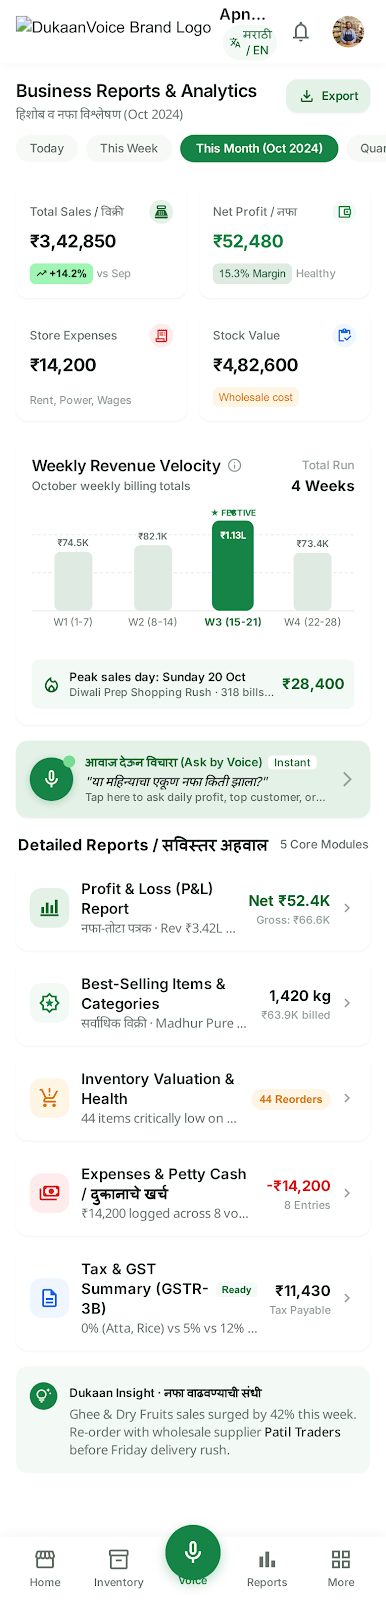 DukaanVoice Brand Logo
Apn...
मराठी
/ EN
Business Reports & Analytics
हिशोब व नफा विश्लेषण (Oct 2024)
Export
Today
This Week
This Month (Oct 2024)
Quar
Total Sales / विक्री
₹3,42,850
+14.2% vs Sep
Net Profit / नफा
₹52,480
15.3% Margin Healthy
Store Expenses
₹14,200
Rent, Power, Wages
Stock Value
₹4,82,600
Wholesale cost
Weekly Revenue Velocity
Total Run
October weekly billing totals
4 Weeks
★ FESTIVE
₹74.5K
₹82.1K
₹1.13L
₹73.4K
W1 (1-7)
W2 (8-14)
W3 (15-21)
W4 (22-28)
Peak sales day: Sunday 20 Oct
Diwali Prep Shopping Rush · 318 bills...
₹28,400
आवाज देऊन विचारा (Ask by Voice) Instant
"या महिन्याचा एकूण नफा किती झाला?"
Tap here to ask daily profit, top customer, or...
Detailed Reports / सविस्तर अहवाल
5 Core Modules
Profit & Loss (P&L)
Report
नफा-तोटा पत्रक · Rev ₹3.42L ...
Net ₹52.4K
Gross: ₹66.6K
Best-Selling Items &
Categories
सर्वाधिक विक्री · Madhur Pure ...
1,420 kg
₹63.9K billed
Inventory Valuation &
Health
44 items critically low on ...
44 Reorders
Expenses & Petty Cash
/ दुकानाचे खर्च
₹14,200 logged across 8 vo...
-₹14,200
8 Entries
Tax & GST
Summary (GSTR-
3B)
Ready
0% (Atta, Rice) vs 5% vs 12% ...
₹11,430
Tax Payable
Dukaan Insight · नफा वाढवण्याची संधी
Ghee & Dry Fruits sales surged by 42% this week.
Re-order with wholesale supplier Patil Traders
before Friday delivery rush.
Home
Inventory
Voice
Reports
More